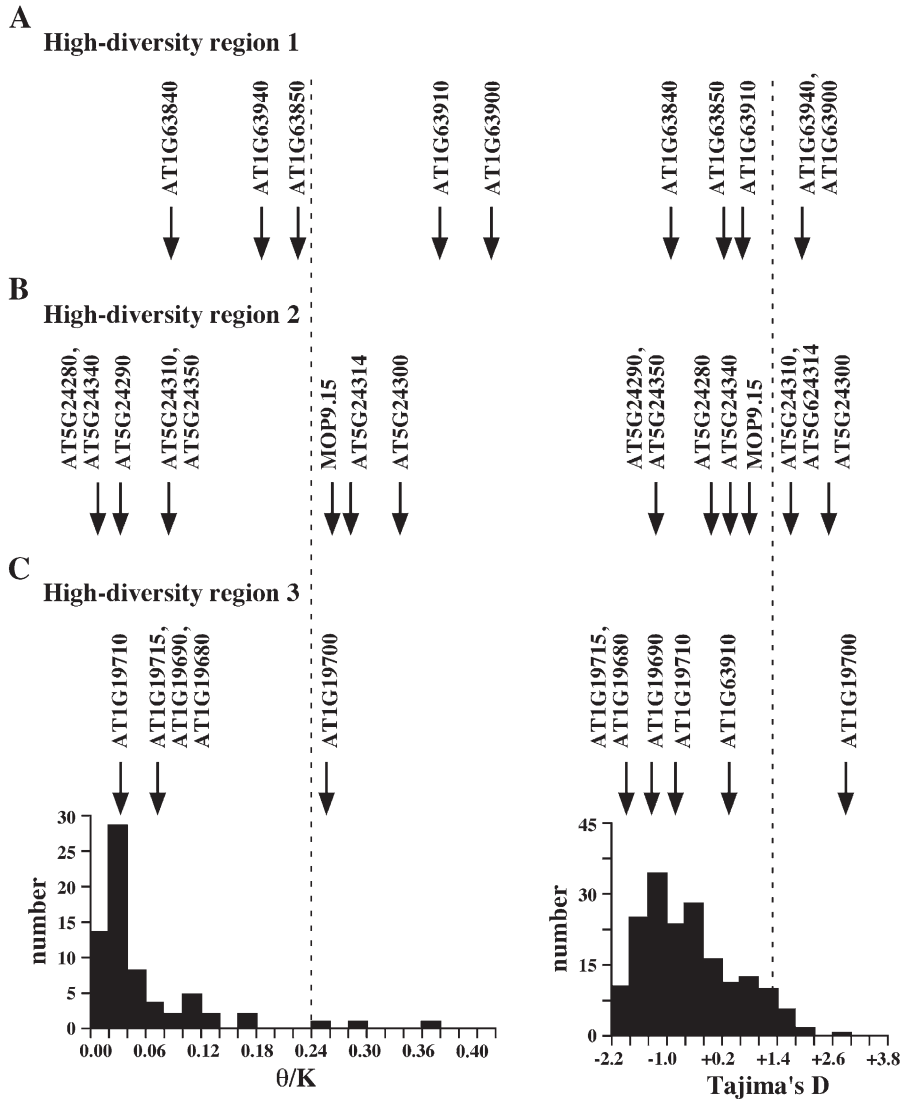 A
High-diversity region 1
AT1G63840
AT1G63940
AT1G63850
AT1G63910
AT1G63900
AT1G63840
AT1G63850
AT1G63910
AT1G63940,
AT1G63900
B
High-diversity region 2
AT5G24280,
AT5G24340
AT5G24290
AT5G24310,
AT5G24350
MOP9.15
AT5G24314
AT5G24300
AT5G24290,
AT5G24350
AT5G24280
AT5G24340
MOP9.15
AT5G24310,
AT5G624314
AT5G24300
C
High-diversity region 3
AT1G19710
AT1G19715,
AT1G19690,
AT1G19680
AT1G19700
AT1G19715,
AT1G19680
AT1G19690
AT1G19710
AT1G63910
AT1G19700
30
25
20
15
10
5
0
number
0.00 0.06 0.12 0.18 0.24 0.30 0.36 0.40
θ/K
45
30
15
0
number
-2.2 -1.0 +0.2 +1.4 +2.6 +3.8
Tajima's D